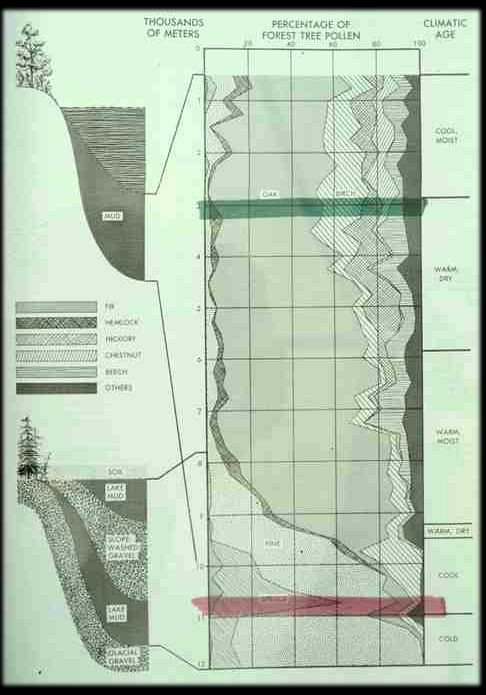 THOUSANDS
OF METERS
PERCENTAGE OF
FOREST TREE POLLEN
CLIMATIC
AGE
0
20
40
60
80
100
1
2
4
5
6
7
8
9
10
11
12
OAK
BIRCH
PINE
COOL,
MOIST
WARM,
DRY
WARM,
MOIST
WARM, DRY
COOL
COLD
MUD
FIR
HEMLOCK
HICKORY
CHESTNUT
BEECH
OTHERS
SOIL
LAKE
MUD
SLOPE
WASHED
GRAVEL
LAKE
MUD
GLACIAL
GRAVEL